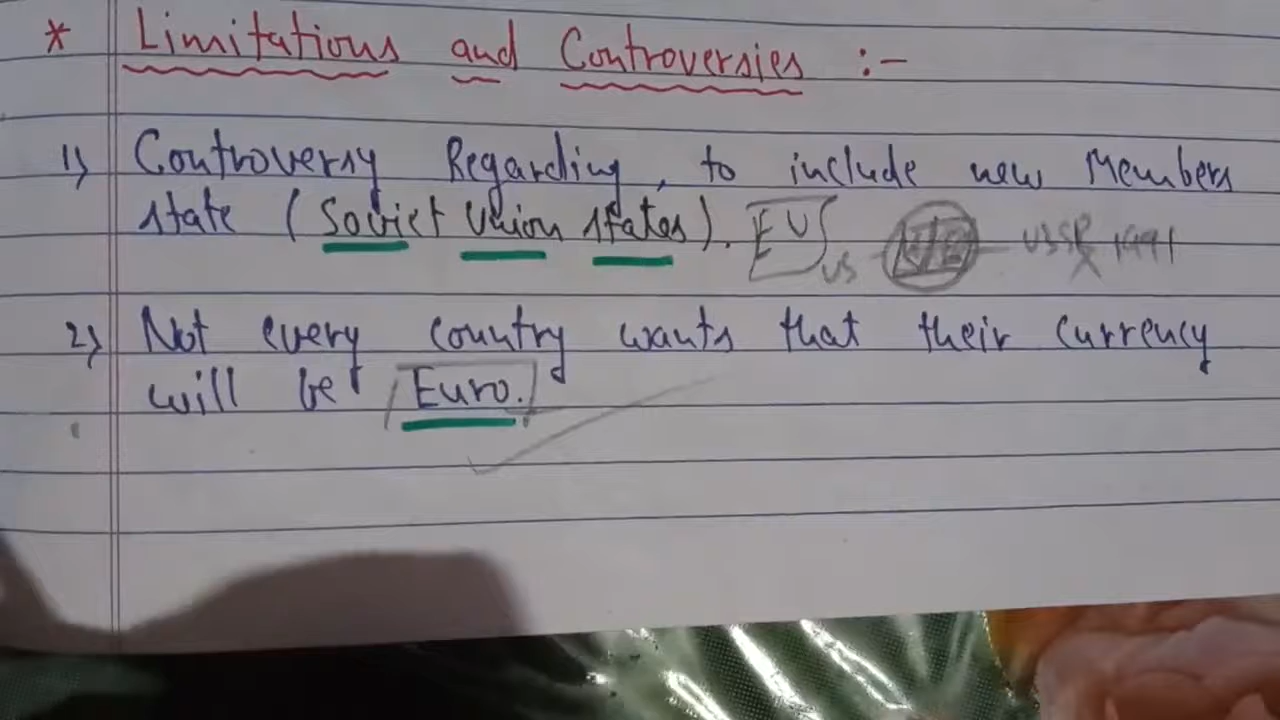 * Limitations and Controversies :-
1) Controversy Regarding, to include new Members
state (Soviet Union states). EU US USSR 1991
2) Not every country wants that their currency
will be Euro.